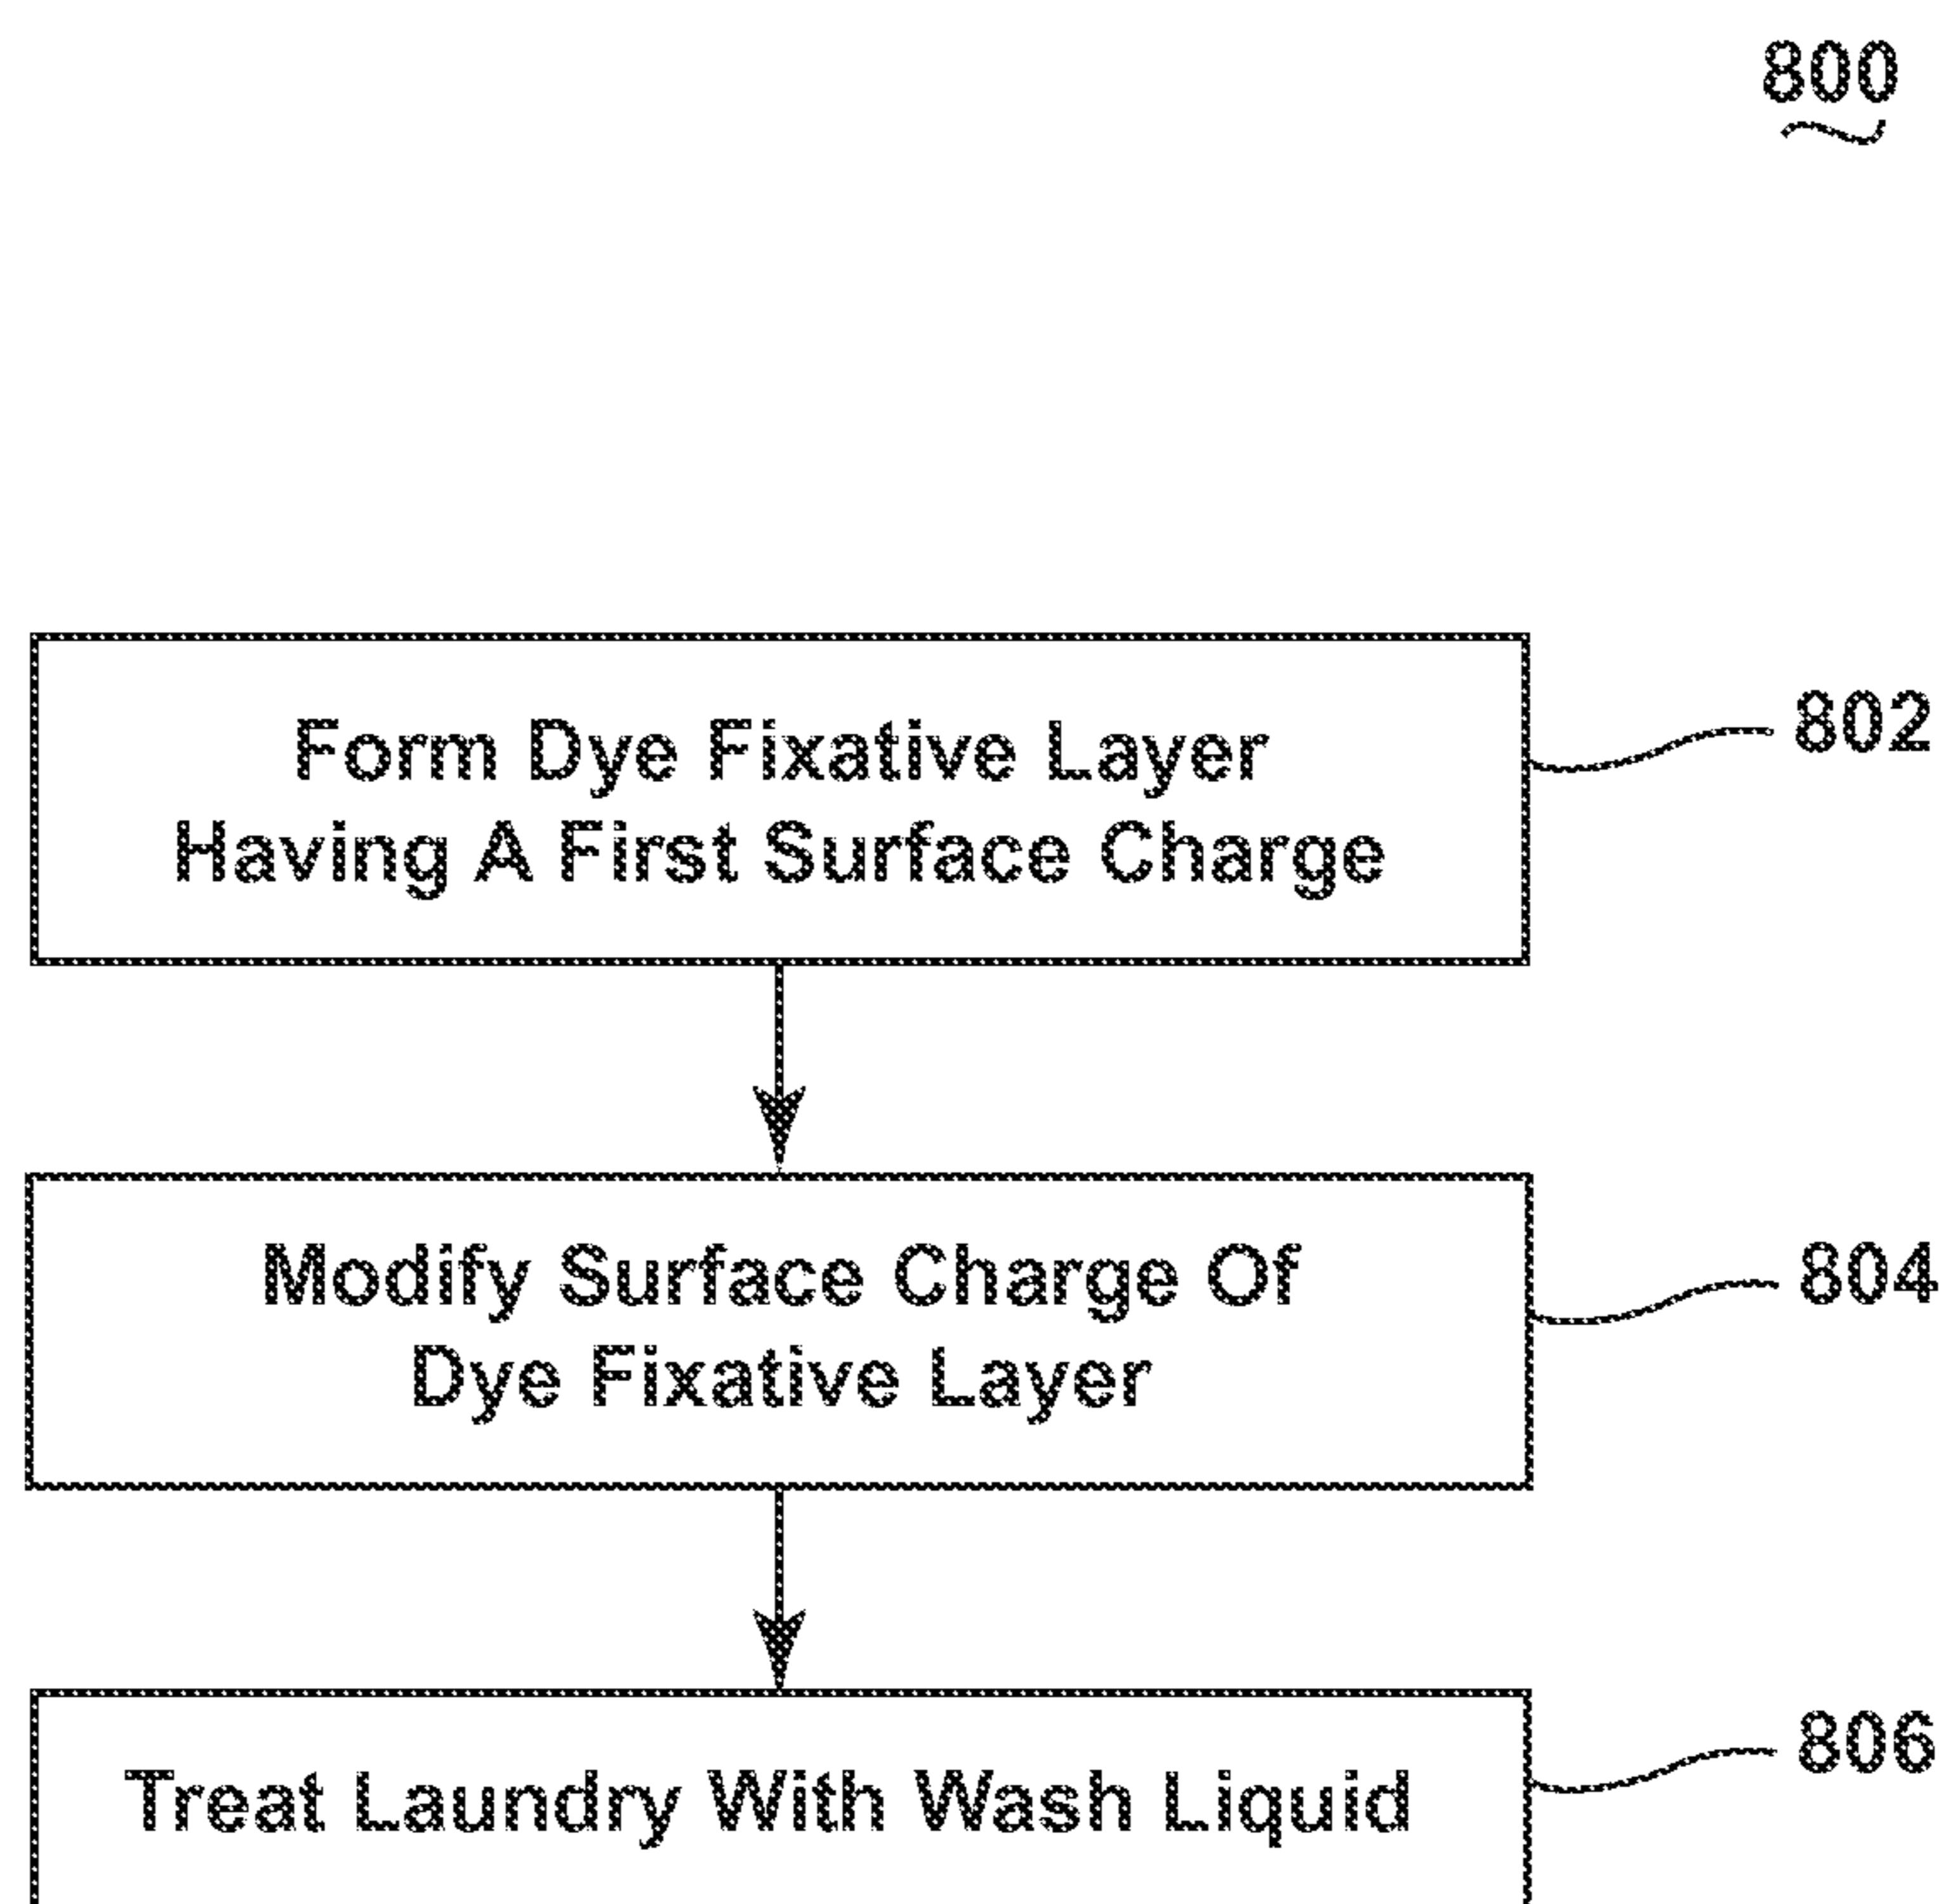 800
Form Dye Fixative Layer
Having A First Surface Charge
802
Modify Surface Charge Of
Dye Fixative Layer
804
Treat Laundry With Wash Liquid
806